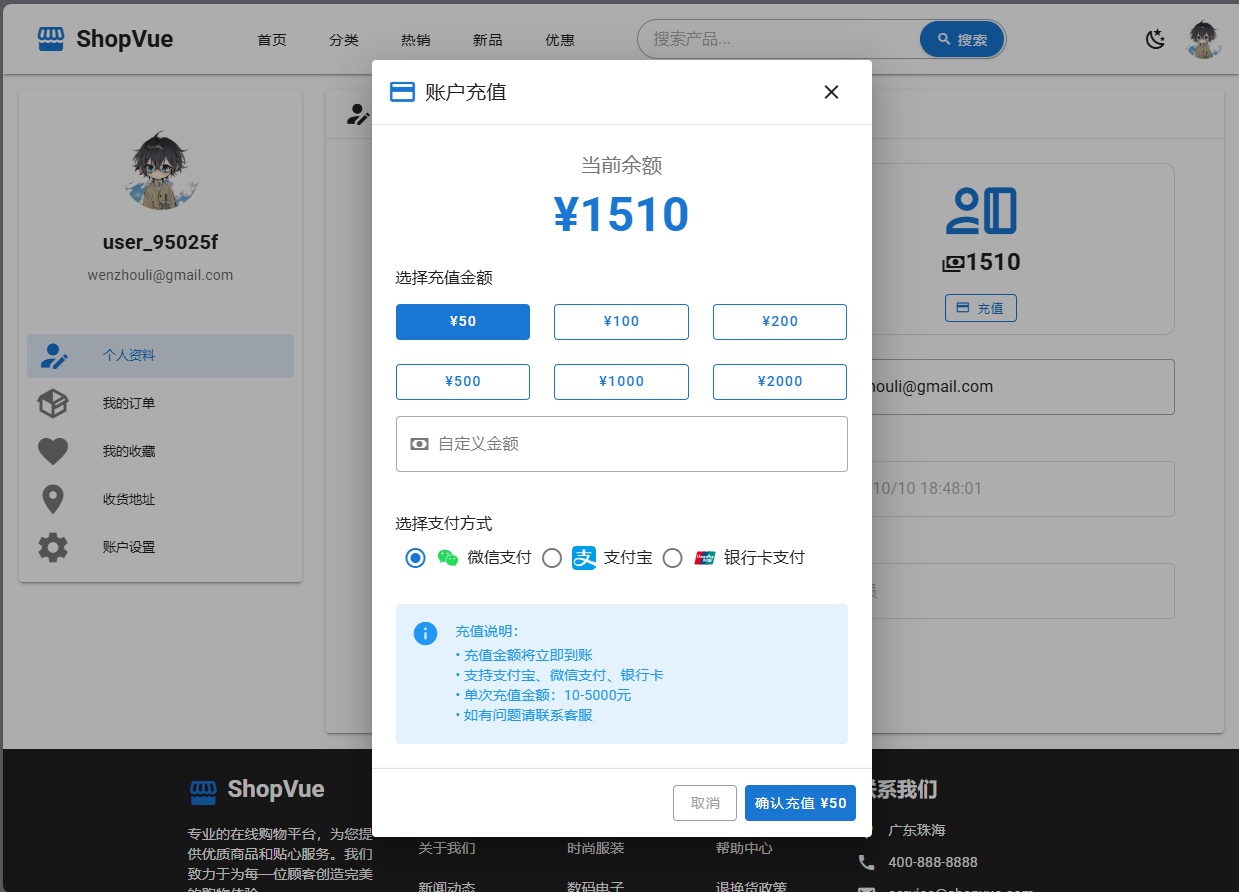 ShopVue
首页
分类
热销
新品
优惠
搜索产品...
搜索
user_95025f
wenzhouli@gmail.com
个人资料
我的订单
我的收藏
收货地址
账户设置
账户充值
当前余额
¥1510
选择充值金额
¥50
¥100
¥200
¥500
¥1000
¥2000
自定义金额
选择支付方式
微信支付
支付宝
银行卡支付
充值说明：
• 充值金额将立即到账
• 支持支付宝、微信支付、银行卡
• 单次充值金额：10-5000元
• 如有问题请联系客服
取消
确认充值 ¥50
1510
充值
houli@gmail.com
10/10 18:48:01
ShopVue
专业的在线购物平台，为您提
供优质商品和贴心服务。我们
致力于为每一位顾客创造完美
的购物体验
关于我们
新闻动态
时尚服装
数码电子
帮助中心
退换货政策
系我们
广东珠海
400-888-8888
service@shopvue.com